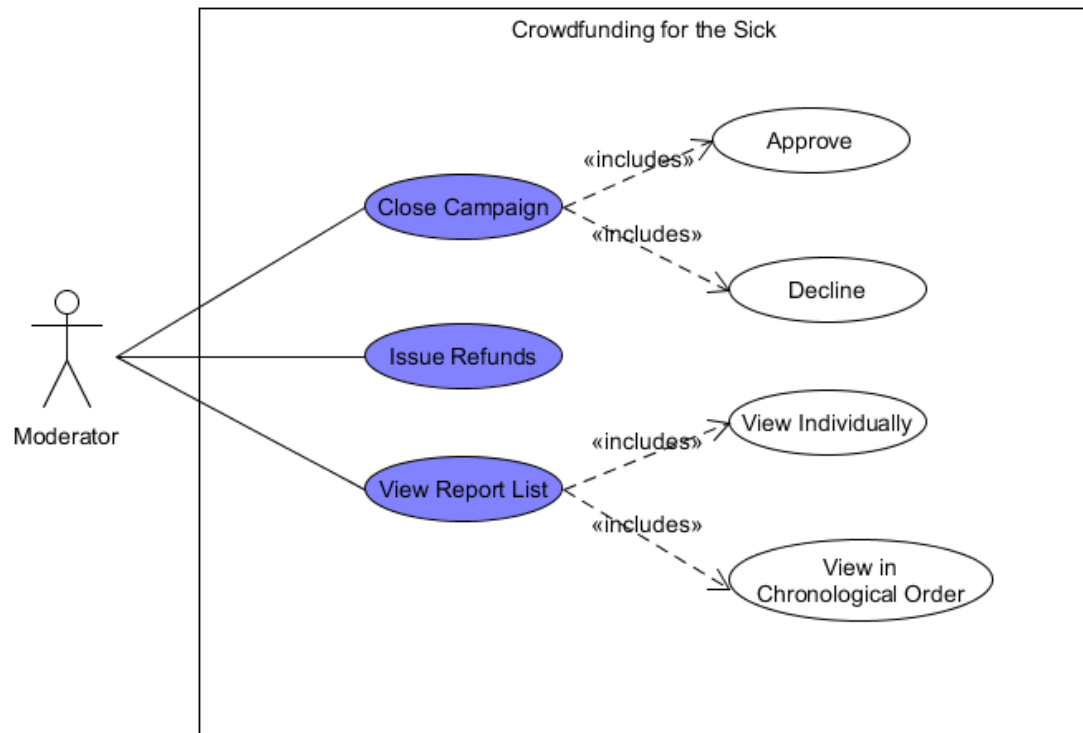 Crowdfunding for the Sick
Approve
«includes»
Close Campaign
«includes»
Decline
Issue Refunds
Moderator
View Individually
«includes»
View Report List
«includes»
View in
Chronological Order